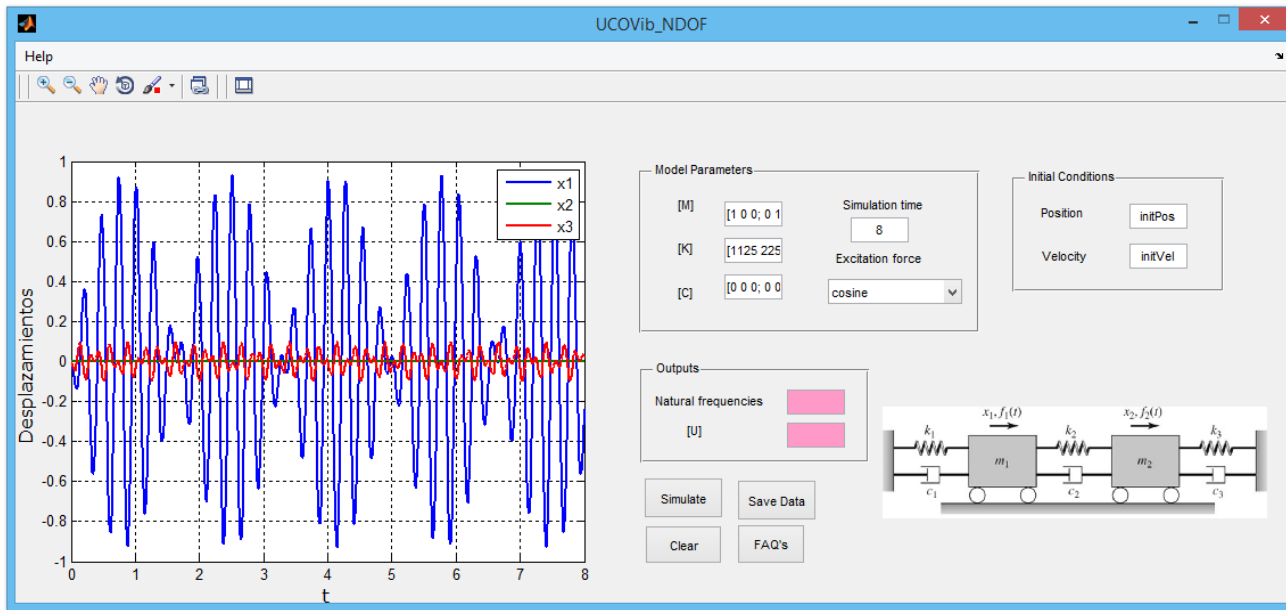 UCOVib_NDOF
Help
1
0.8
0.6
0.4
0.2
0
-0.2
-0.4
-0.6
-0.8
-1
Desplazamientos
0 1 2 3 4 5 6 7 8
t
x1
x2
x3
Model Parameters
[M]
[1 0 0; 0 1
[K]
[1125 225
[C]
[0 0 0; 0 0
Simulation time
8
Excitation force
cosine
Initial Conditions
Position
initPos
Velocity
initVel
Outputs
Natural frequencies
[U]
Simulate
Save Data
Clear
FAQ's
x1, f1(t)
x2, f2(t)
k1
k2
k3
m1
m2
c1
c2
c3